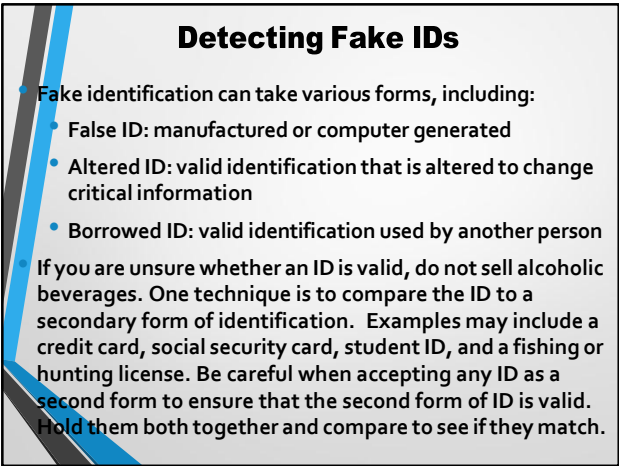 Detecting Fake IDs
• Fake identification can take various forms, including:
• False ID: manufactured or computer generated
• Altered ID: valid identification that is altered to change
critical information
• Borrowed ID: valid identification used by another person
• If you are unsure whether an ID is valid, do not sell alcoholic
beverages. One technique is to compare the ID to a
secondary form of identification.  Examples may include a
credit card, social security card, student ID, and a fishing or
hunting license. Be careful when accepting any ID as a
second form to ensure that the second form of ID is valid.
Hold them both together and compare to see if they match.